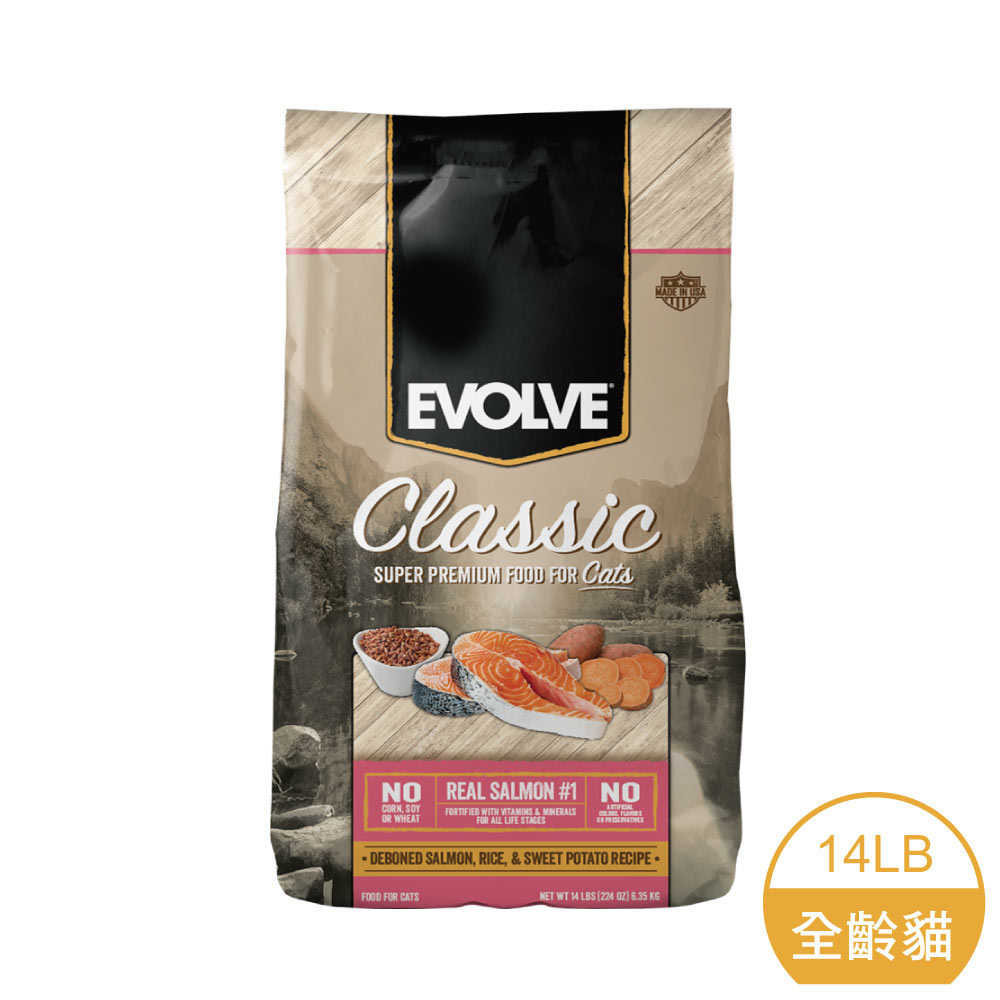 MADE IN USA
EVOLVE®
Classic
SUPER PREMIUM FOOD FOR Cats
NO
CORN, SOY
OR WHEAT
REAL SALMON #1
FORTIFIED WITH VITAMINS & MINERALS
FOR ALL LIFE STAGES
NO
ARTIFICIAL
COLORS, FLAVORS
OR PRESERVATIVES
• DEBONED SALMON, RICE, & SWEET POTATO RECIPE •
FOOD FOR CATS
NET WT 14 LBS (224 OZ) 6.35 KG
14LB
全齡貓